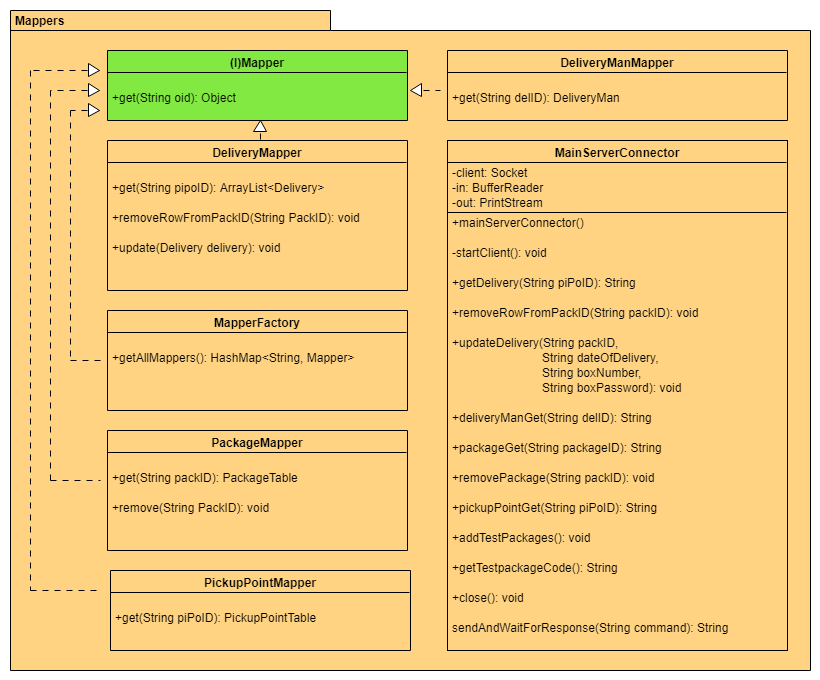 Mappers
(I)Mapper
+get(String oid): Object
DeliveryMapper
+get(String pipoID): ArrayList<Delivery>
+removeRowFromPackID(String PackID): void
+update(Delivery delivery): void
MapperFactory
+getAllMappers(): HashMap<String, Mapper>
PackageMapper
+get(String packID): PackageTable
+remove(String PackID): void
PickupPointMapper
+get(String piPoID): PickupPointTable
DeliveryManMapper
+get(String delID): DeliveryMan
MainServerConnector
-client: Socket
-in: BufferReader
-out: PrintStream
+mainServerConnector()
-startClient(): void
+getDelivery(String piPoID): String
+removeRowFromPackID(String packID): void
+updateDelivery(String packID,
String dateOfDelivery,
String boxNumber,
String boxPassword): void
+deliveryManGet(String delID): String
+packageGet(String packageID): String
+removePackage(String packID): void
+pickupPointGet(String piPoID): String
+addTestPackages(): void
+getTestpackageCode(): String
+close(): void
sendAndWaitForResponse(String command): String